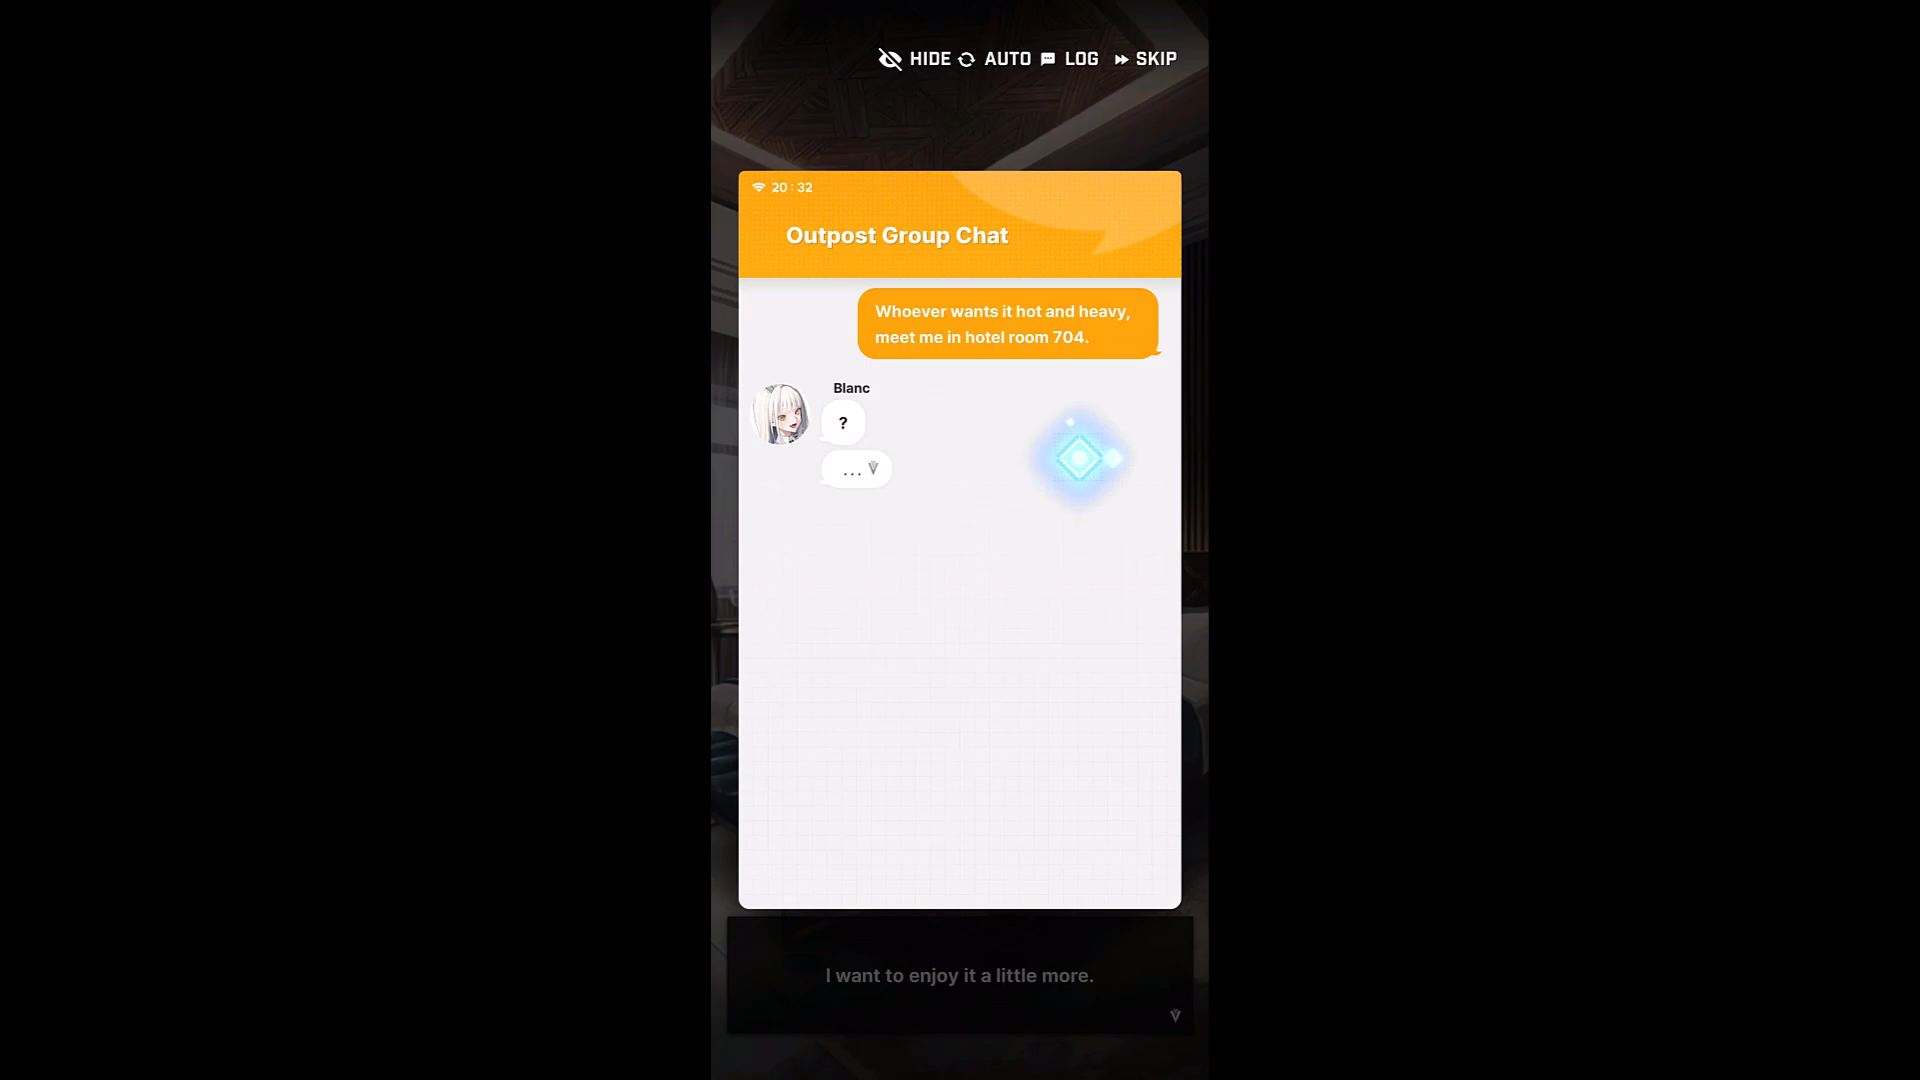 HIDE AUTO LOG SKIP
20 : 32
Outpost Group Chat
Whoever wants it hot and heavy,
meet me in hotel room 704.
Blanc
?
...
I want to enjoy it a little more.